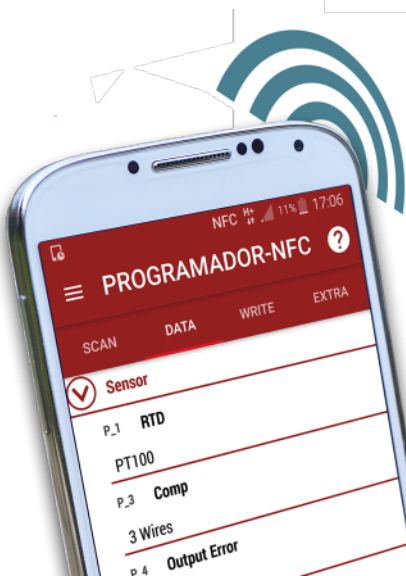 NFC H+ 11% 17:06
PROGRAMADOR-NFC ?
SCAN DATA WRITE EXTRA
Sensor
P_1 RTD
PT100
P_3 Comp
3 Wires
P_4 Output Error